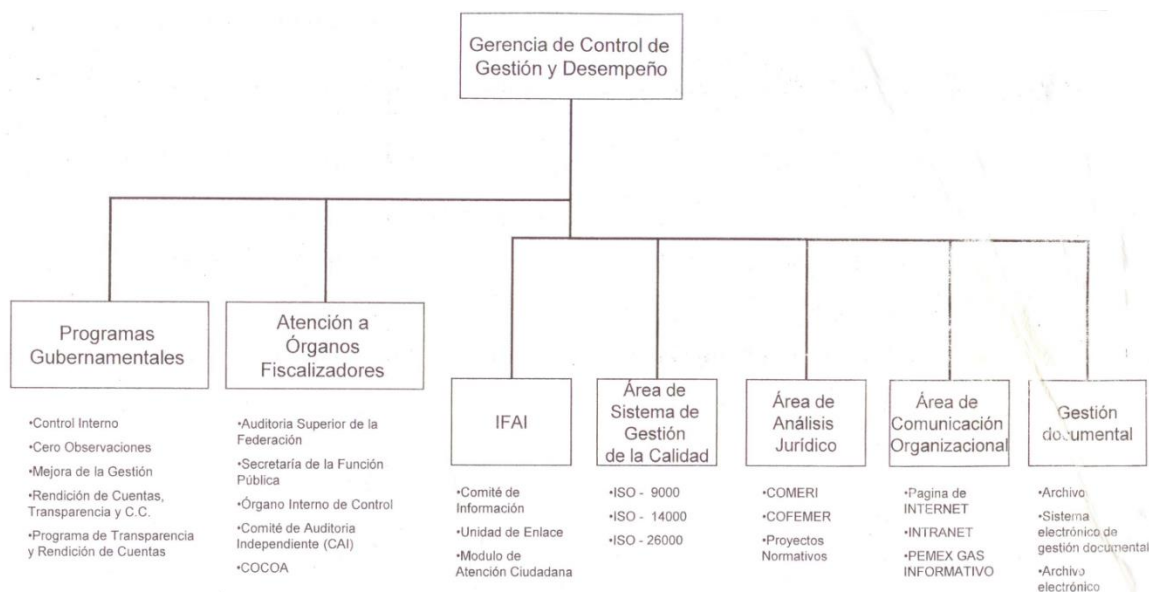 Gerencia de Control de
Gestión y Desempeño
Programas
Gubernamentales
•Control Interno
•Cero Observaciones
•Mejora de la Gestión
•Rendición de Cuentas,
Transparencia y C.C.
•Programa de Transparencia
y Rendición de Cuentas
Atención a
Órganos
Fiscalizadores
•Auditoria Superior de la
Federación
•Secretaría de la Función
Pública
•Órgano Interno de Control
•Comité de Auditoria
Independiente (CAI)
•COCOA
IFAI
•Comité de
Información
•Unidad de Enlace
•Modulo de
Atención Ciudadana
Área de
Sistema de
Gestión
de la Calidad
•ISO - 9000
•ISO - 14000
•ISO - 26000
Área de
Análisis
Jurídico
•COMERI
•COFEMER
•Proyectos
Normativos
Área de
Comunicación
Organizacional
•Pagina de
INTERNET
•INTRANET
•PEMEX GAS
INFORMATIVO
Gestión
documental
•Archivo
•Sistema
electrónico de
gestión documental
•Archivo
electrónico